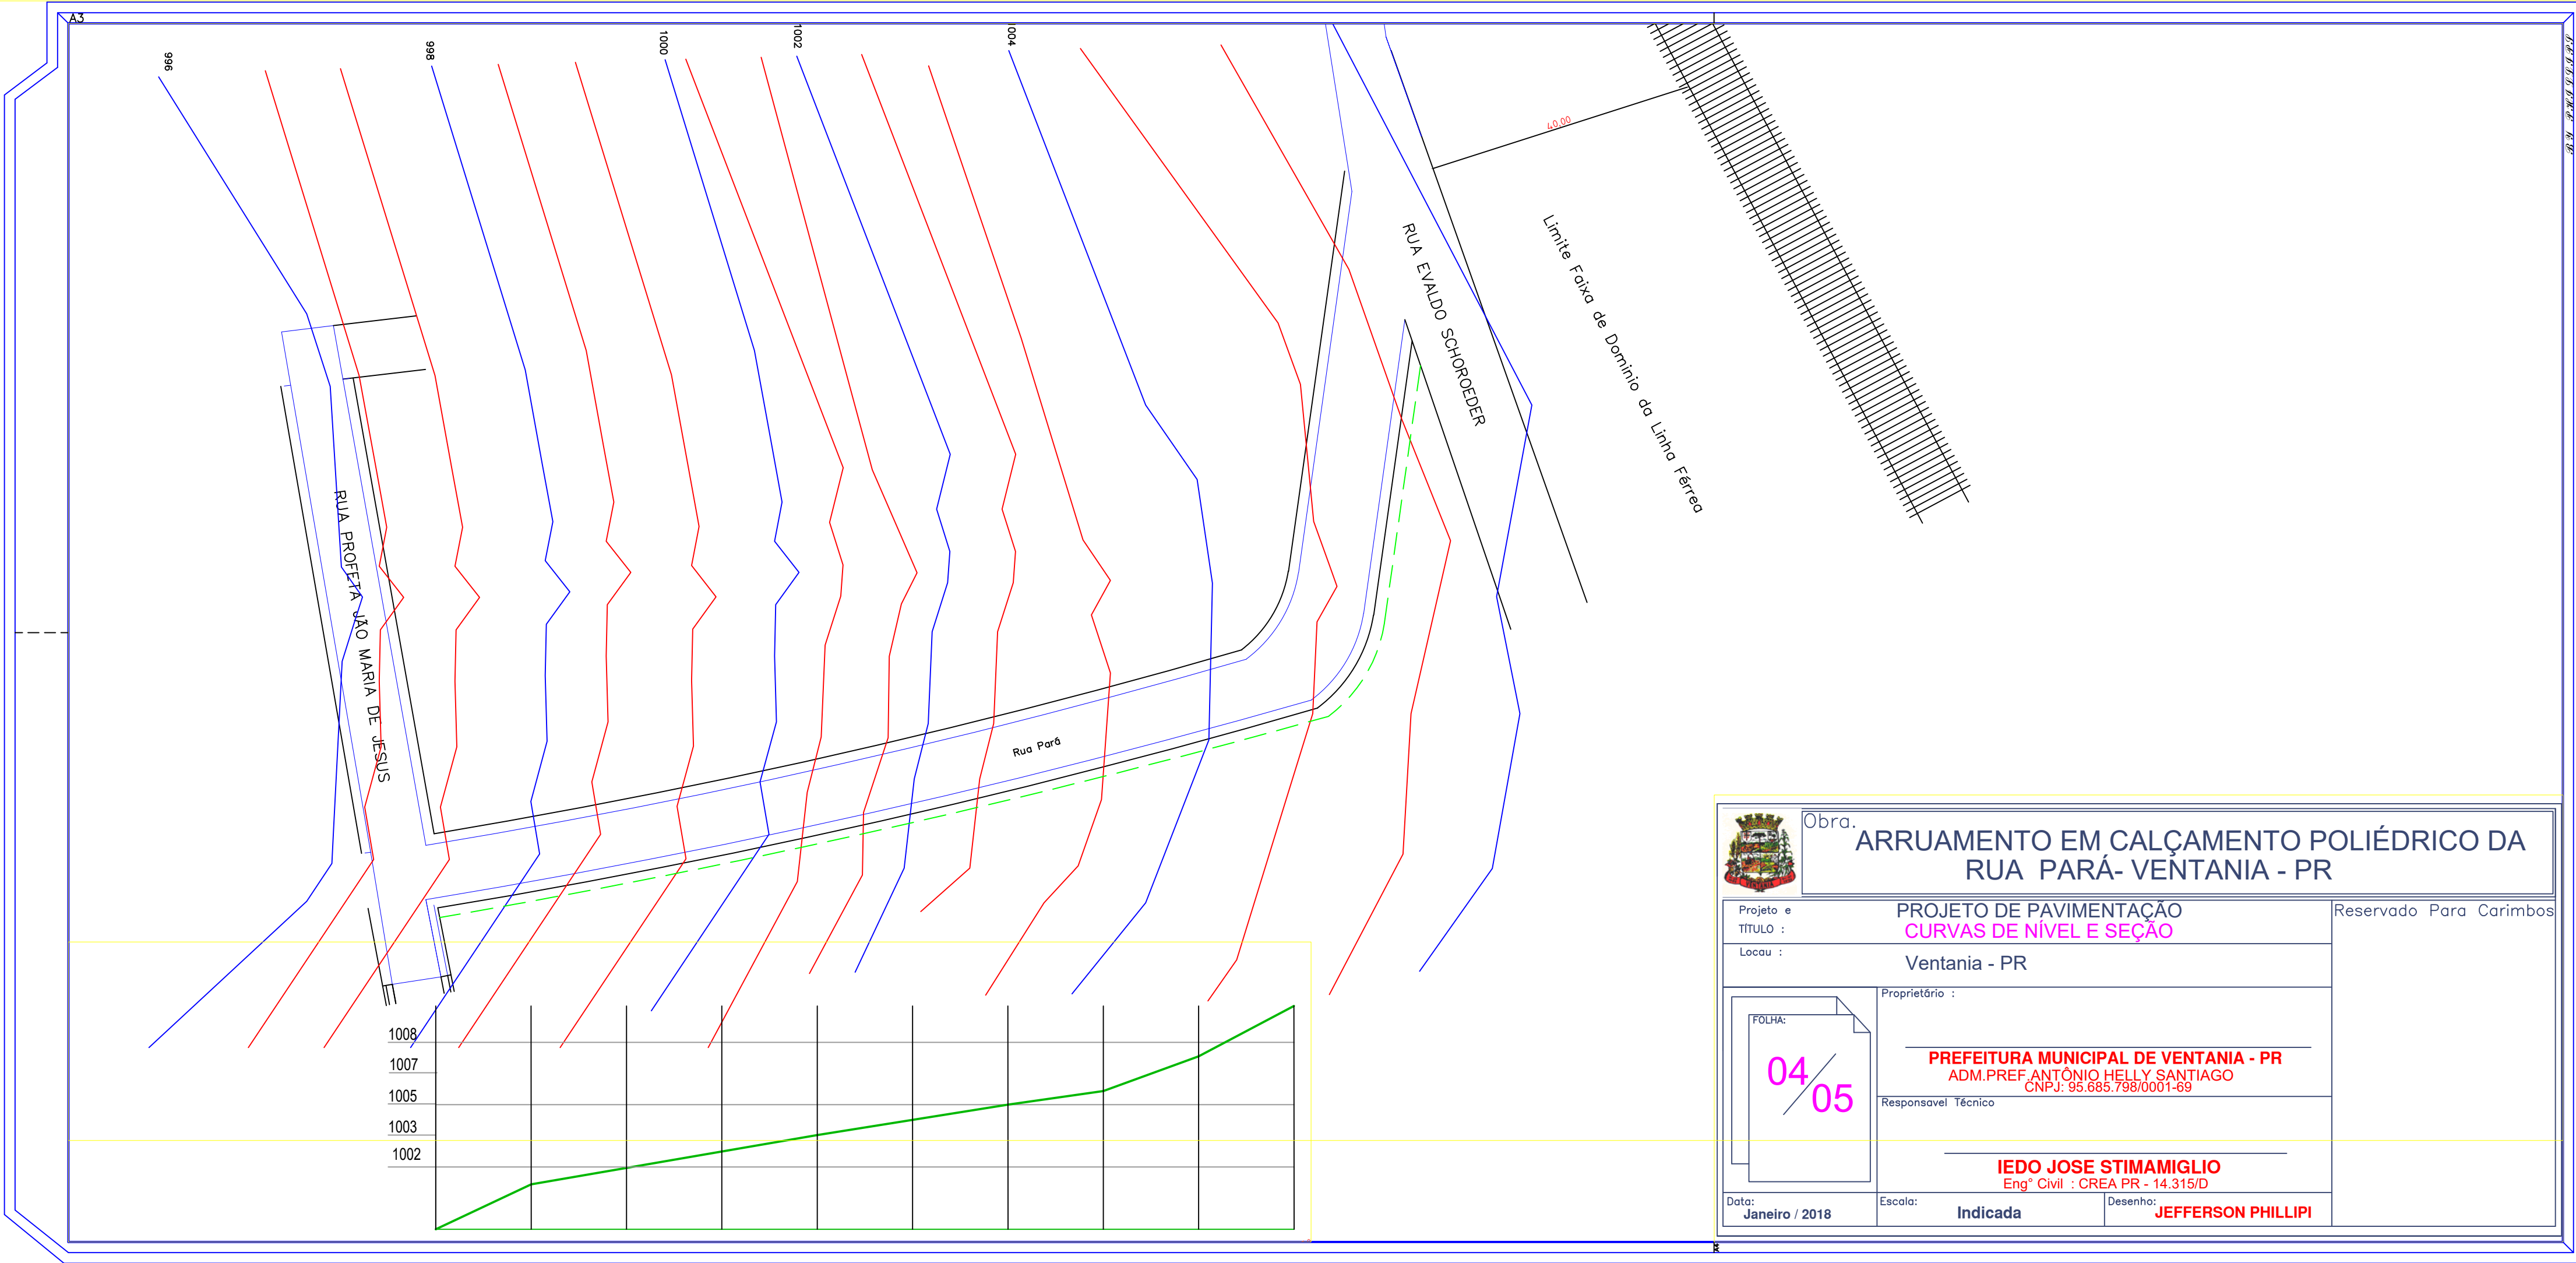 A3
996
998
1000
1002
1004
40,00
RUA EVALDO SCHOROEDER
Limite Faixa de Dominio da Linha Férrea
RUA PROFETA JÃO MARIA DE JESUS
Rua Pará
1008
1007
1005
1003
1002
Obra.
ARRUAMENTO EM CALÇAMENTO POLIÉDRICO DA
RUA PARÁ- VENTANIA - PR
Projeto e
TÍTULO :
PROJETO DE PAVIMENTAÇÃO
CURVAS DE NÍVEL E SEÇÃO
Reservado Para Carimbos
Locau :
Ventania - PR
Proprietário :
FOLHA:
04/05
PREFEITURA MUNICIPAL DE VENTANIA - PR
ADM.PREF.ANTÔNIO HELLY SANTIAGO
CNPJ: 95.685.798/0001-69
Responsavel Técnico
IEDO JOSE STIMAMIGLIO
Eng° Civil : CREA PR - 14.315/D
Data:
Janeiro / 2018
Escala:
Indicada
Desenho:
JEFFERSON PHILLIPI